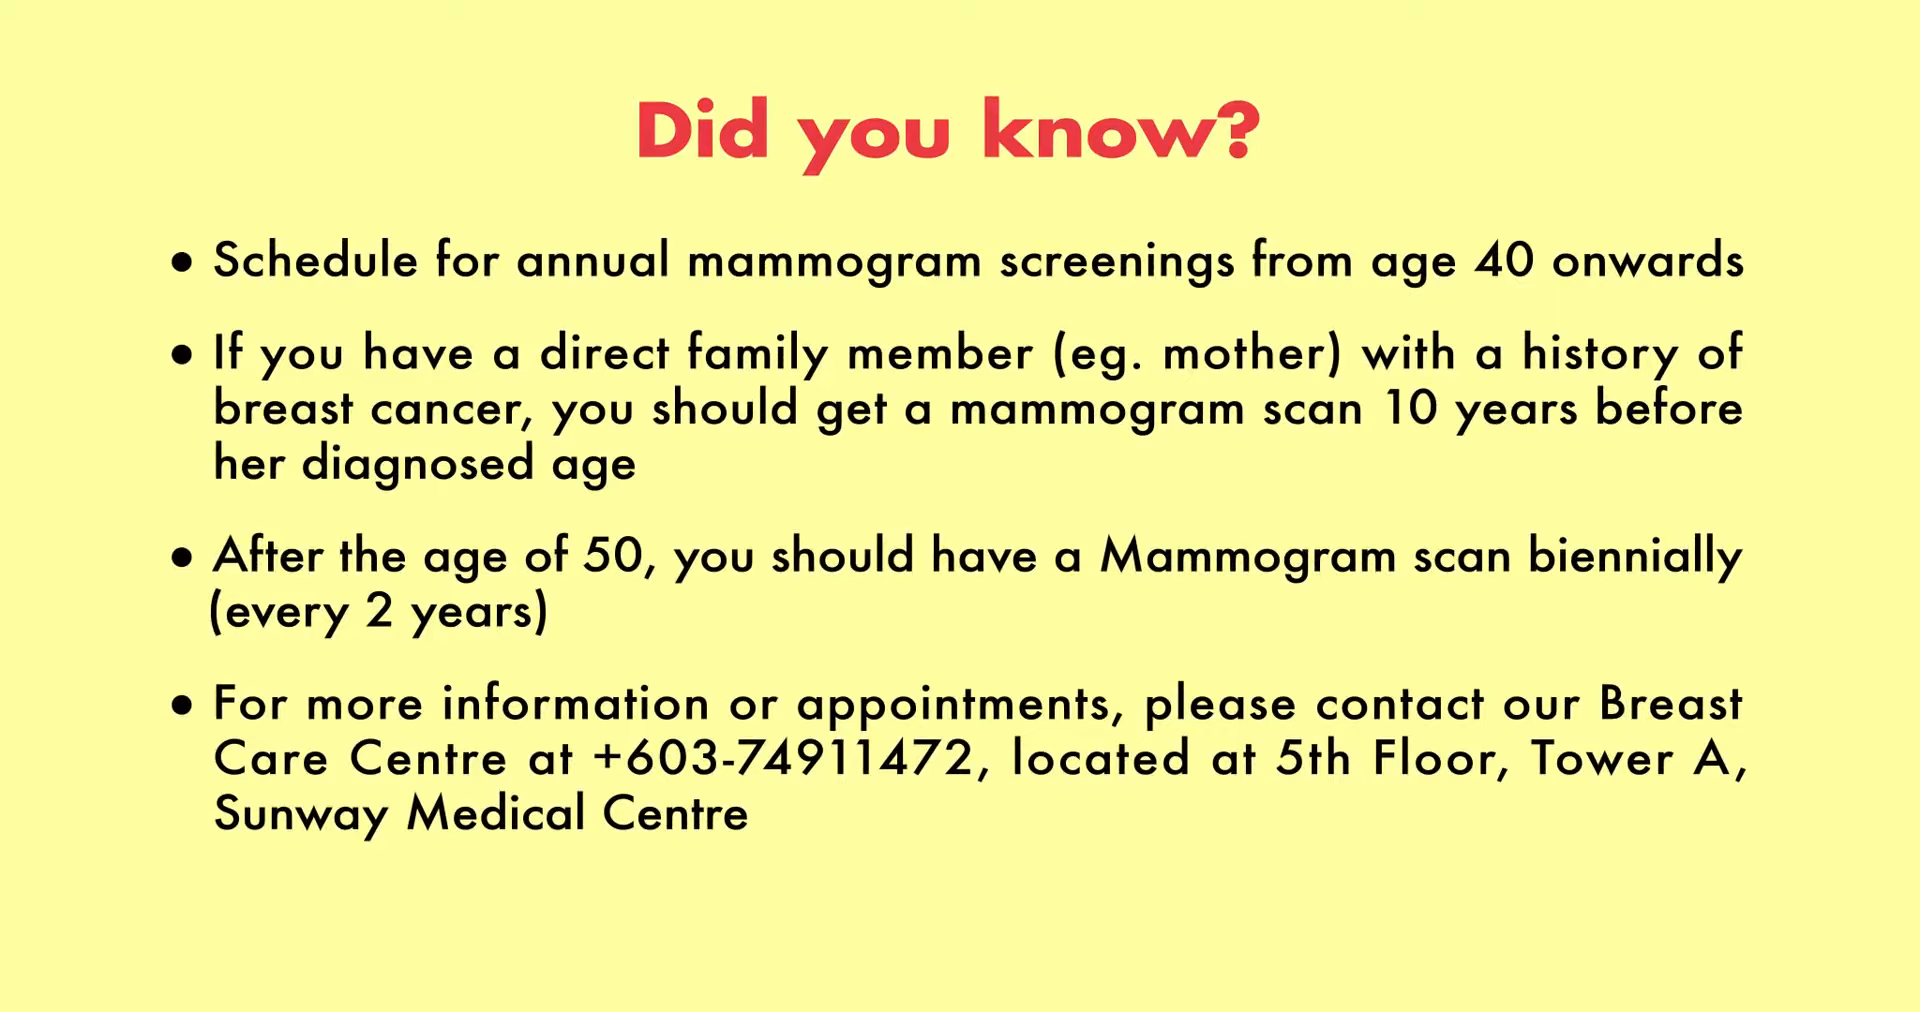 Did you know?
• Schedule for annual mammogram screenings from age 40 onwards
• If you have a direct family member (eg. mother) with a history of
breast cancer, you should get a mammogram scan 10 years before
her diagnosed age
• After the age of 50, you should have a Mammogram scan biennially
(every 2 years)
• For more information or appointments, please contact our Breast
Care Centre at +603-74911472, located at 5th Floor, Tower A,
Sunway Medical Centre